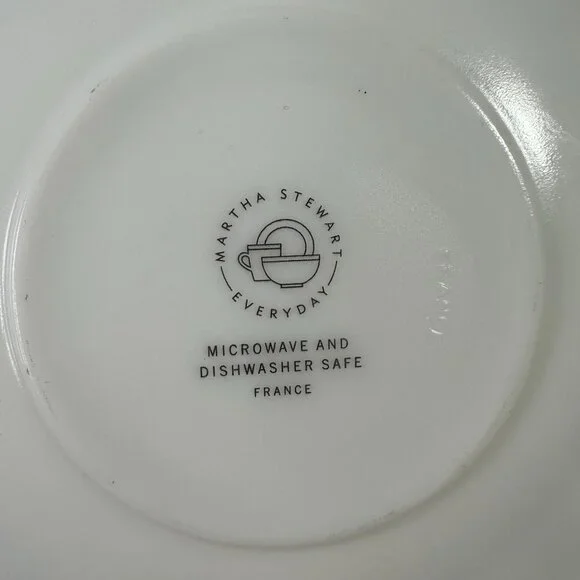 MARTHA STEWART
EVERYDAY
MICROWAVE AND
DISHWASHER SAFE
FRANCE